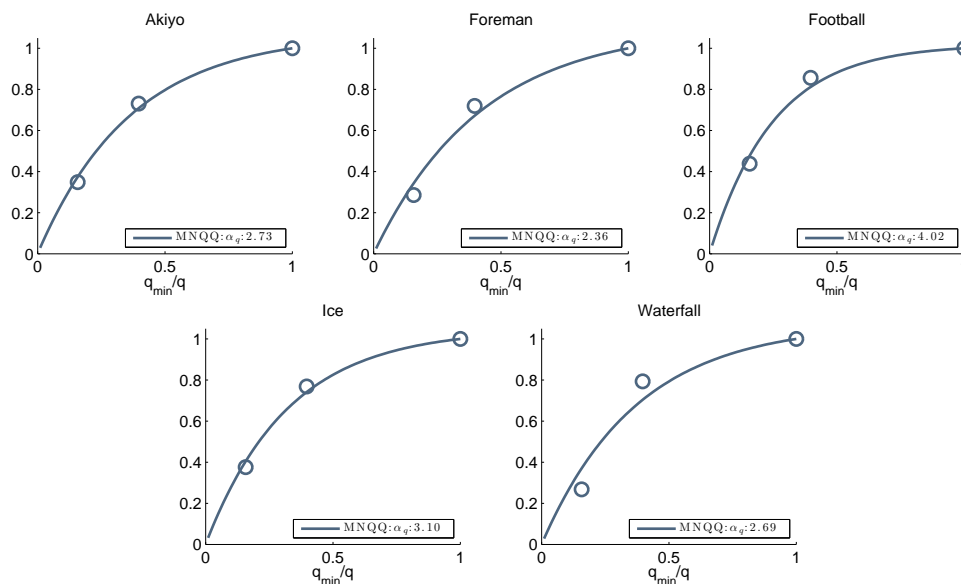 Akiyo
1
0.8
0.6
0.4
0.2
0
0 0.5 1
q_min/q
MNQQ:α_q:2.73
Foreman
1
0.8
0.6
0.4
0.2
0
0 0.5 1
q_min/q
MNQQ:α_q:2.36
Football
1
0.8
0.6
0.4
0.2
0
0 0.5 1
q_min/q
MNQQ:α_q:4.02
Ice
1
0.8
0.6
0.4
0.2
0
0 0.5 1
q_min/q
MNQQ:α_q:3.10
Waterfall
1
0.8
0.6
0.4
0.2
0
0 0.5 1
q_min/q
MNQQ:α_q:2.69